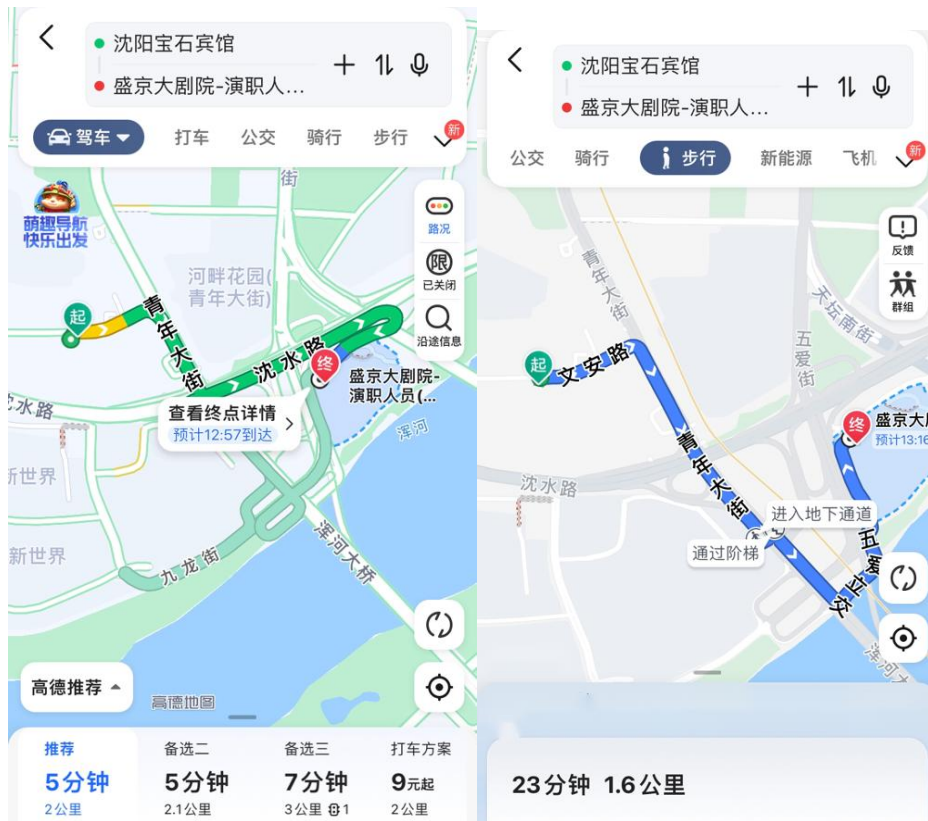 沈阳宝石宾馆
盛京大剧院-演职人...
驾车
打车
公交
骑行
步行
新
街
萌趣导航
快乐出发
路况
限
已关闭
沿途信息
河畔花园(
青年大街)
起
青年大街
沈水路
终
盛京大剧院-
演职人员(...
水路
查看终点详情
预计12:57到达
浑河
新世界
新世界
九龙街
浑河大桥
高德推荐
高德地图
推荐
5分钟
2公里
备选二
5分钟
2.1公里
备选三
7分钟
3公里 1
打车方案
9元起
2公里
沈阳宝石宾馆
盛京大剧院-演职人...
公交
骑行
步行
新能源
飞机
新
反馈
群组
青年大街
天坛南街
五爱街
起
文安路
终
盛京大
预计13:16
青年大街
沈水路
进入地下通道
通过阶梯
五爱立交
浑河
23分钟 1.6公里